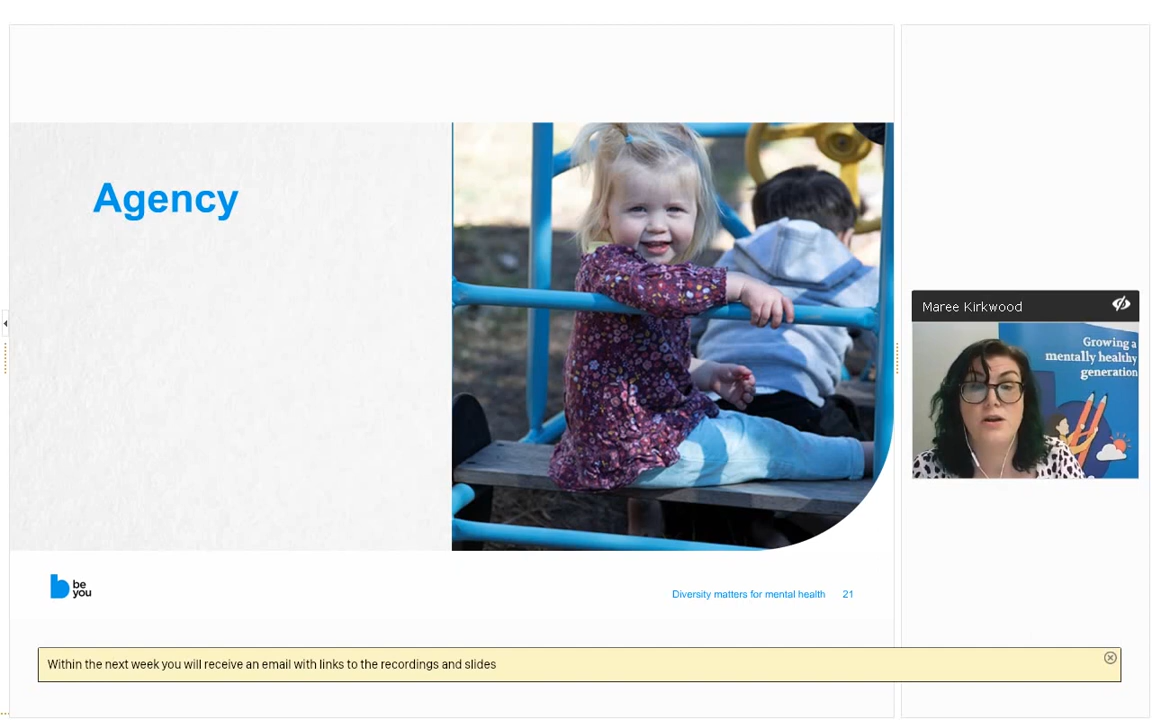 Agency
Maree Kirkwood
Growing a
mentally healthy
generation
be
you
Diversity matters for mental health 21
Within the next week you will receive an email with links to the recordings and slides